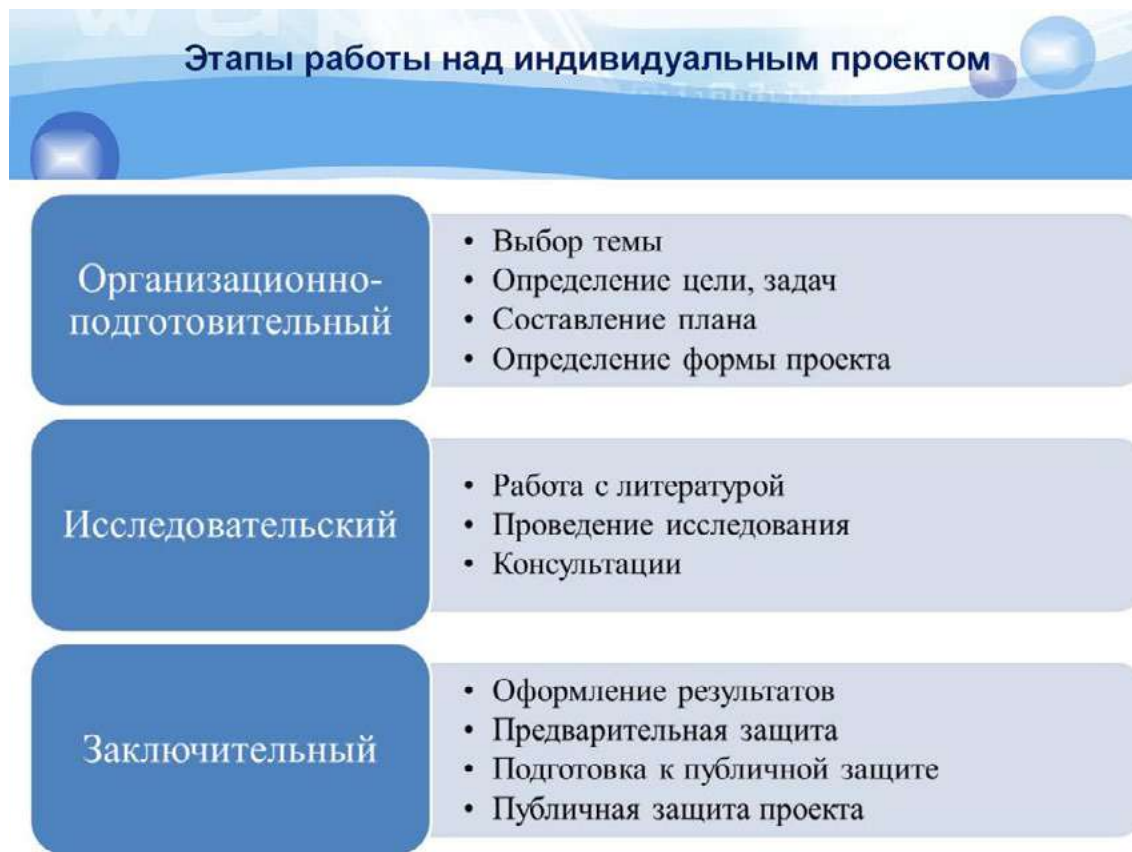 Этапы работы над индивидуальным проектом
Организационно-
подготовительный
• Выбор темы
• Определение цели, задач
• Составление плана
• Определение формы проекта
Исследовательский
• Работа с литературой
• Проведение исследования
• Консультации
Заключительный
• Оформление результатов
• Предварительная защита
• Подготовка к публичной защите
• Публичная защита проекта